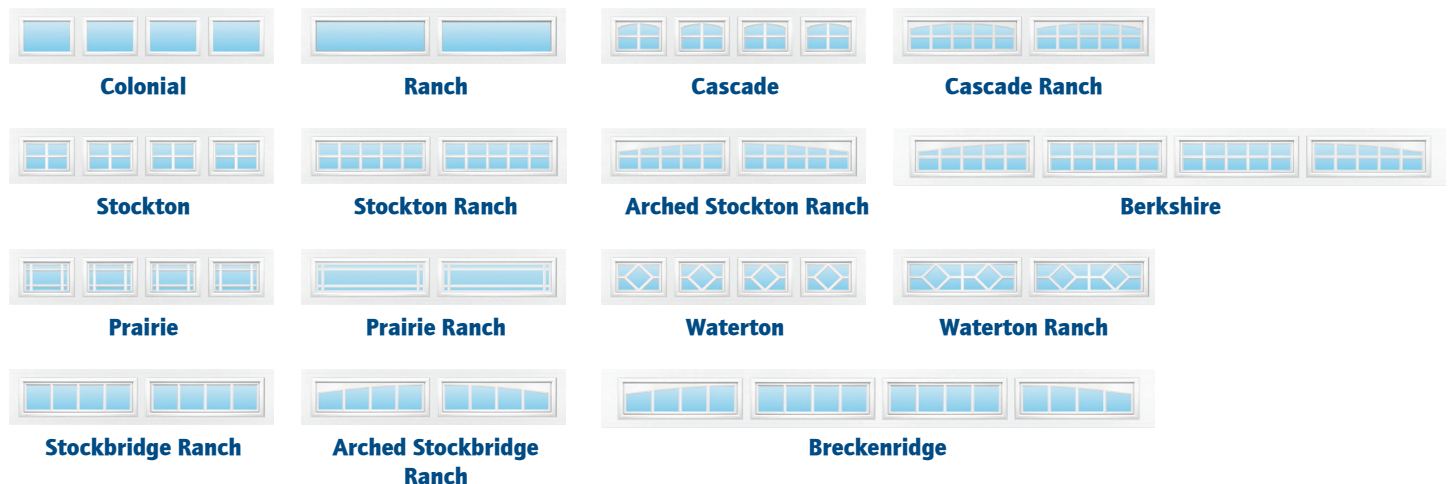 Colonial
Ranch
Cascade
Cascade Ranch
Stockton
Stockton Ranch
Arched Stockton Ranch
Berkshire
Prairie
Prairie Ranch
Waterton
Waterton Ranch
Stockbridge Ranch
Arched Stockbridge
Ranch
Breckenridge